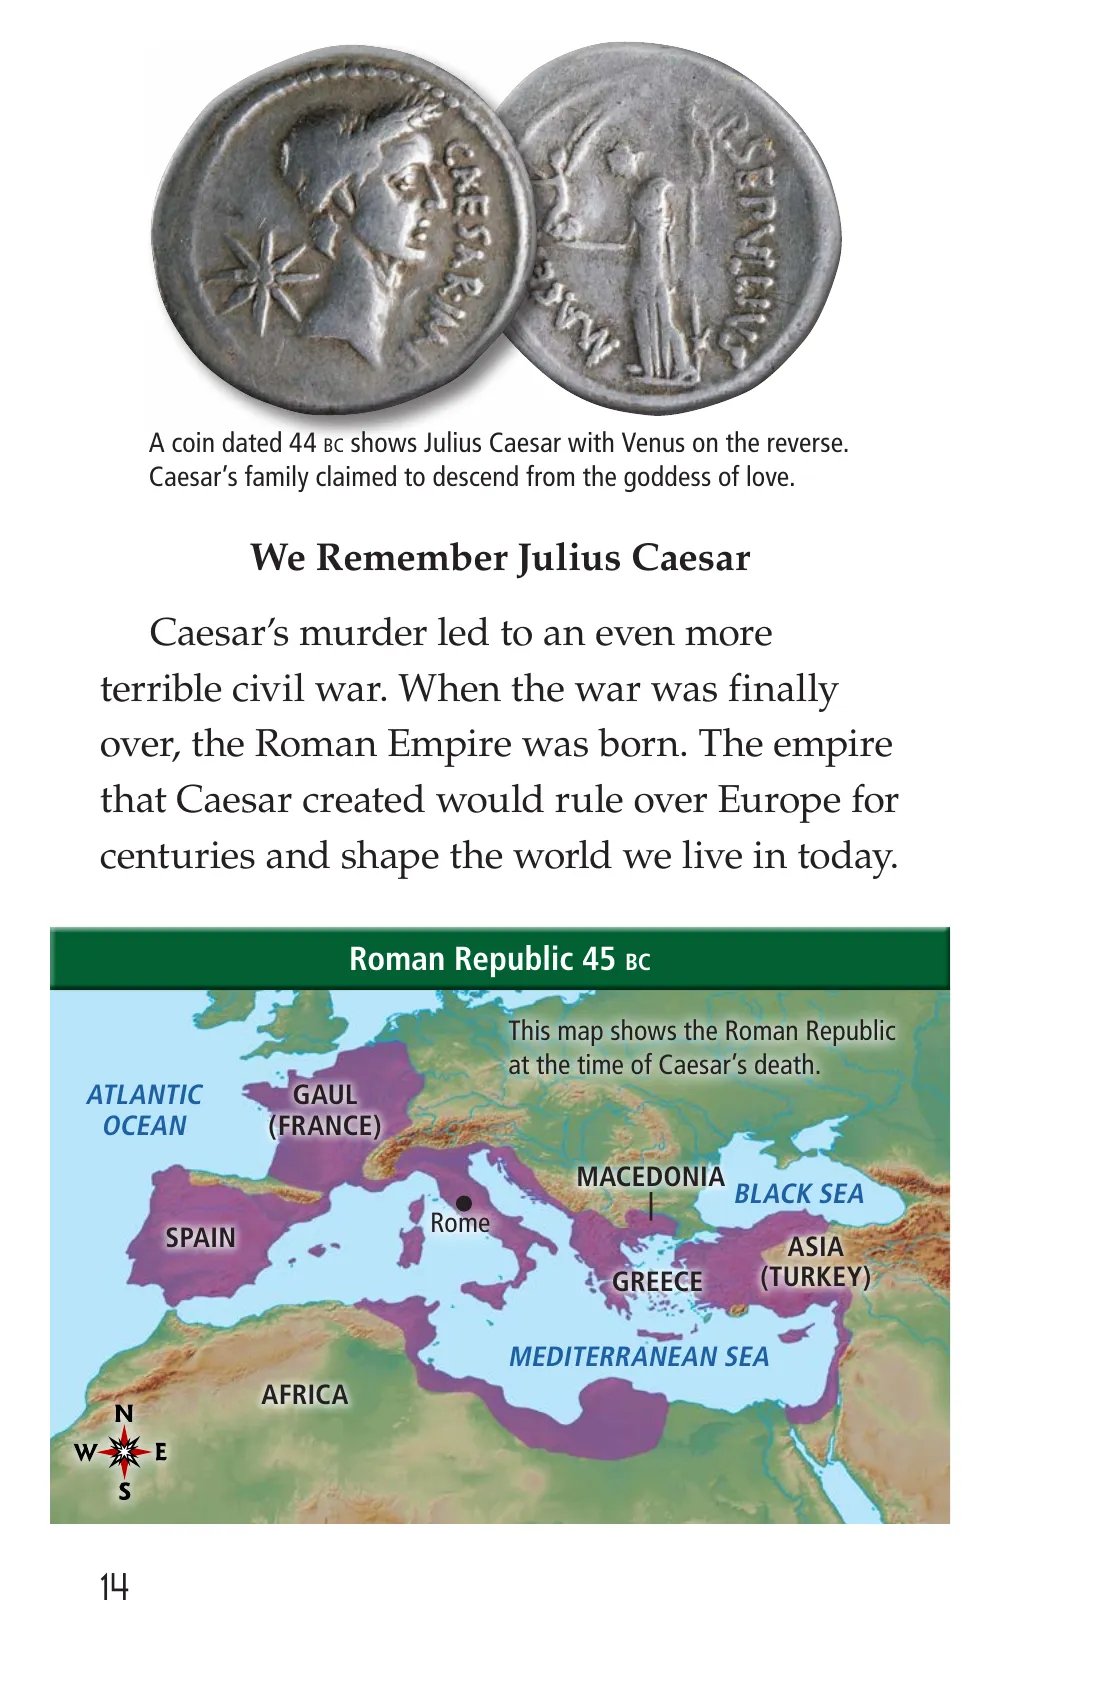 CAESAR·IM
P SEPVLLIVS
MA
A coin dated 44 BC shows Julius Caesar with Venus on the reverse.
Caesar’s family claimed to descend from the goddess of love.
We Remember Julius Caesar
Caesar’s murder led to an even more
terrible civil war. When the war was finally
over, the Roman Empire was born. The empire
that Caesar created would rule over Europe for
centuries and shape the world we live in today.
Roman Republic 45 BC
This map shows the Roman Republic
at the time of Caesar’s death.
ATLANTIC
OCEAN
GAUL
(FRANCE)
MACEDONIA
BLACK SEA
SPAIN
Rome
ASIA
(TURKEY)
GREECE
MEDITERRANEAN SEA
AFRICA
N
W E
S
14